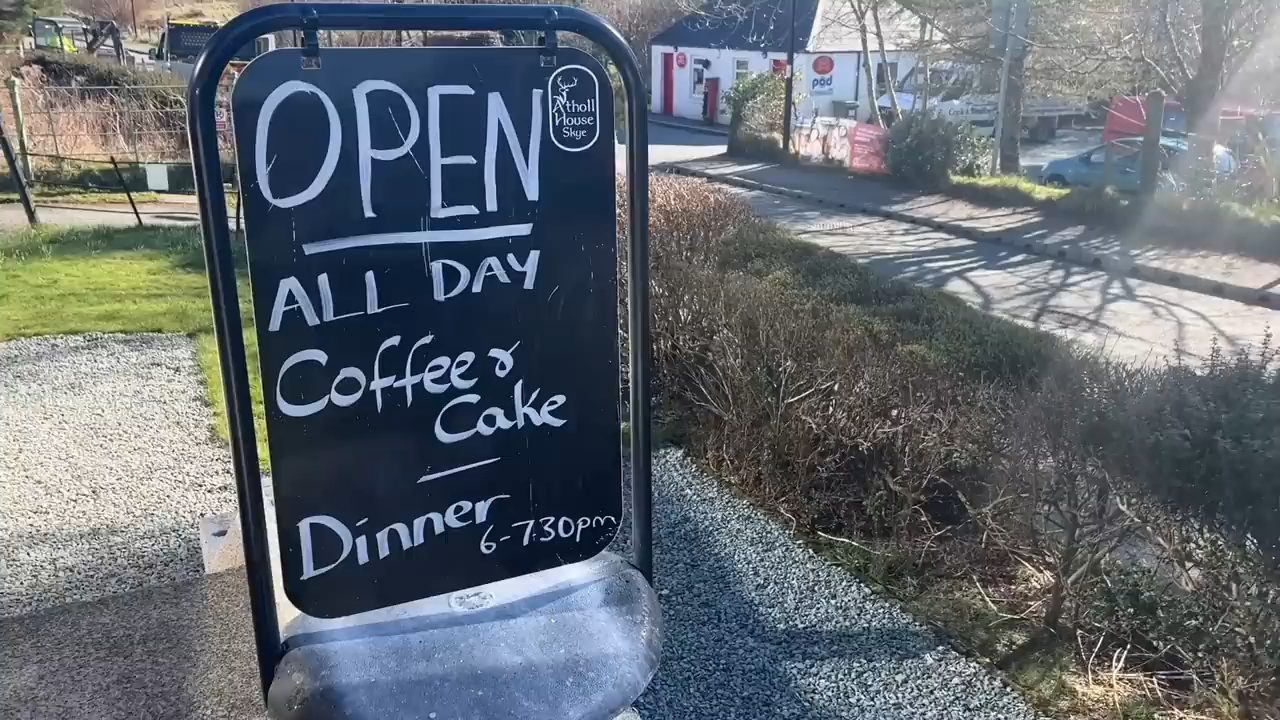 OPEN
Atholl
House
Skye
ALL DAY
Coffee &
Cake
Dinner
6-7.30pm
pod